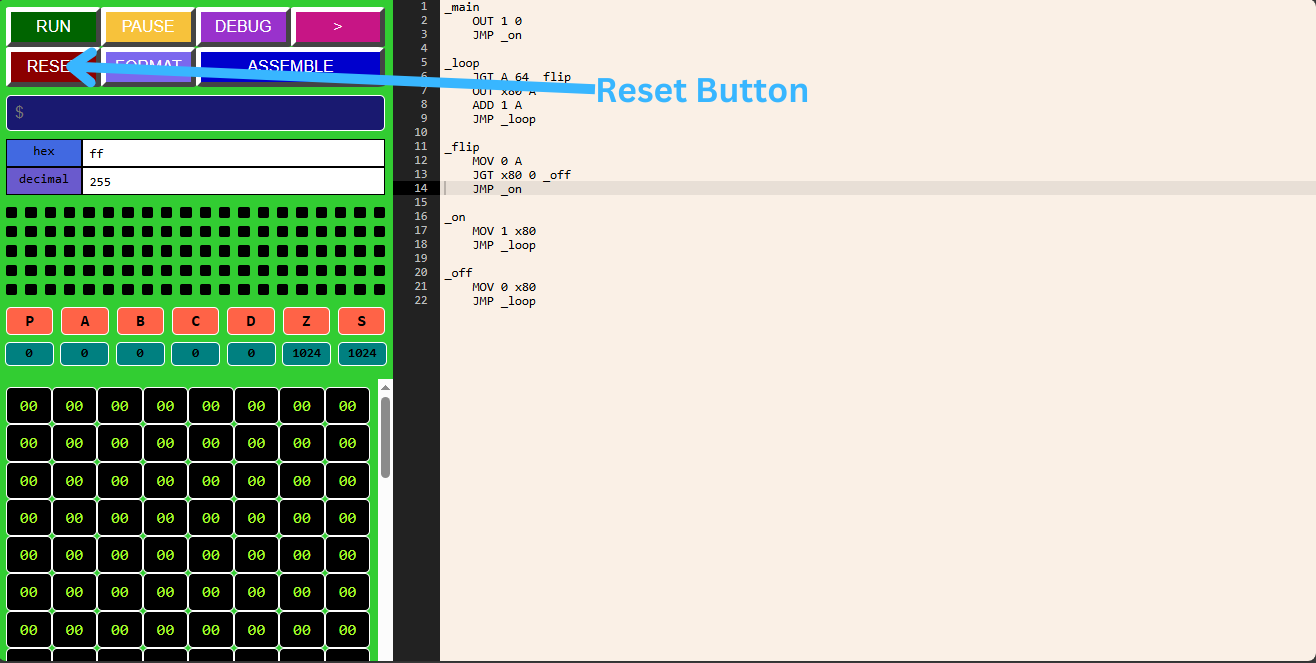 RUN PAUSE DEBUG >
RESE FORMAT ASSEMBLE
Reset Button
$
hex ff
decimal 255
P A B C D Z S
0 0 0 0 0 1024 1024
00 00 00 00 00 00 00 00
00 00 00 00 00 00 00 00
00 00 00 00 00 00 00 00
00 00 00 00 00 00 00 00
00 00 00 00 00 00 00 00
00 00 00 00 00 00 00 00
00 00 00 00 00 00 00 00
1 _main
2 OUT 1 0
3 JMP _on
4
5 _loop
6 JGT A 64 _flip
7 OUT x80 A
8 ADD 1 A
9 JMP _loop
10
11 _flip
12 MOV 0 A
13 JGT x80 0 _off
14 JMP _on
15
16 _on
17 MOV 1 x80
18 JMP _loop
19
20 _off
21 MOV 0 x80
22 JMP _loop